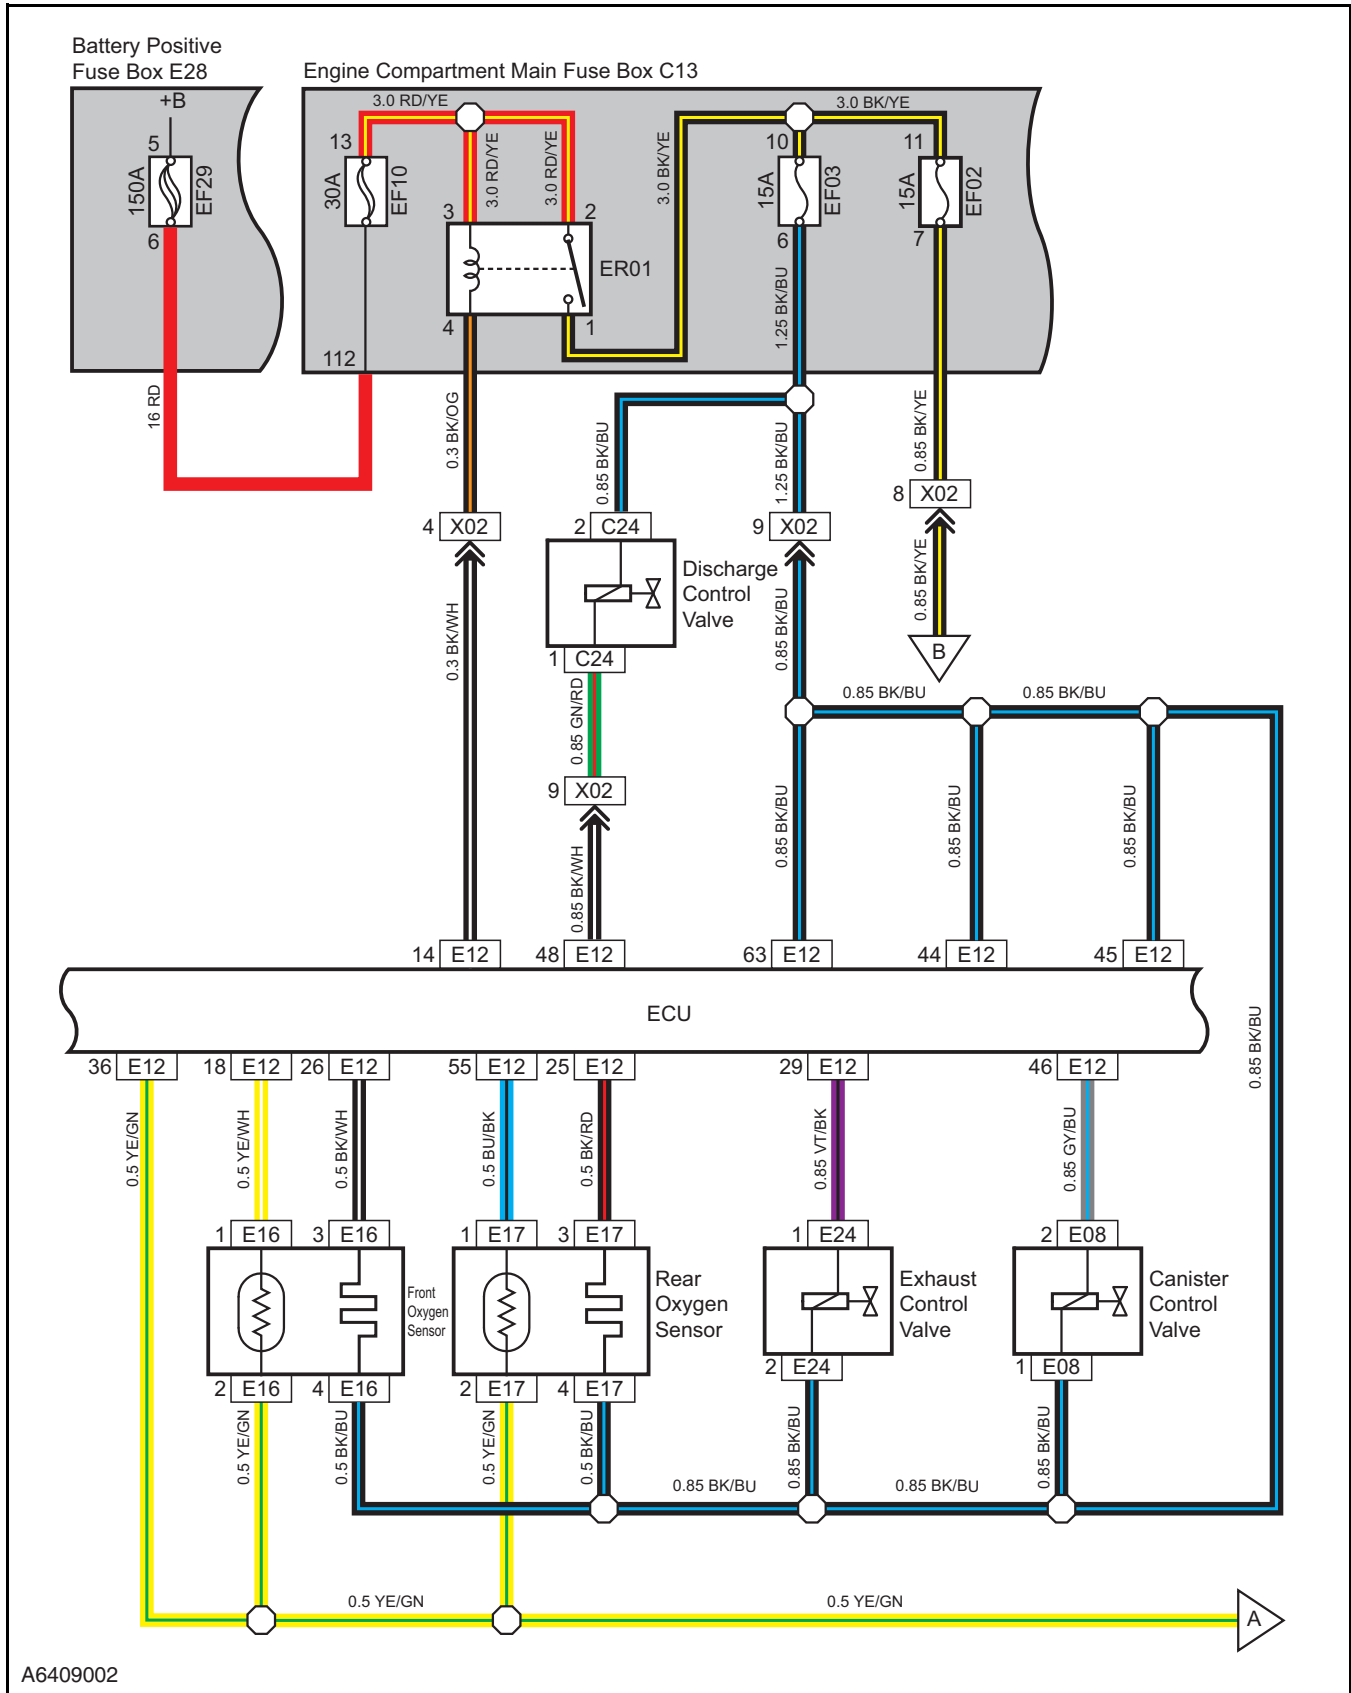 Battery Positive
Fuse Box E28
Engine Compartment Main Fuse Box C13
+B
3.0 RD/YE
3.0 BK/YE
5
150A
EF29
6
13
30A
EF10
112
3.0 RD/YE
3.0 RD/YE
3
2
ER01
4
1
3.0 BK/YE
10
15A
EF03
6
1.25 BK/BU
11
15A
EF02
7
16 RD
0.3 BK/OG
0.85 BK/BU
1.25 BK/BU
0.85 BK/YE
4 X02
2 C24
9 X02
8 X02
Discharge
Control
Valve
0.3 BK/WH
0.85 BK/BU
0.85 BK/YE
B
1 C24
0.85 GN/RD
0.85 BK/BU
0.85 BK/BU
9 X02
0.85 BK/WH
0.85 BK/BU
0.85 BK/BU
0.85 BK/BU
14 E12
48 E12
63 E12
44 E12
45 E12
ECU
0.85 BK/BU
36 E12
18 E12
26 E12
55 E12
25 E12
29 E12
46 E12
0.5 YE/GN
0.5 YE/WH
0.5 BK/WH
0.5 BU/BK
0.5 BK/RD
0.85 VT/BK
0.85 GY/BU
1 E16
3 E16
1 E17
3 E17
1 E24
2 E08
Front
Oxygen
Sensor
Rear
Oxygen
Sensor
Exhaust
Control
Valve
Canister
Control
Valve
2 E16
4 E16
2 E17
4 E17
2 E24
1 E08
0.5 YE/GN
0.5 BK/BU
0.5 YE/GN
0.5 BK/BU
0.85 BK/BU
0.85 BK/BU
0.85 BK/BU
0.85 BK/BU
0.5 YE/GN
0.5 YE/GN
A
A6409002